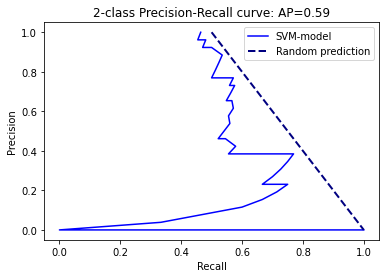 2-class Precision-Recall curve: AP=0.59
SVM-model
Random prediction
Precision
1.0
0.8
0.6
0.4
0.2
0.0
0.0 0.2 0.4 0.6 0.8 1.0
Recall